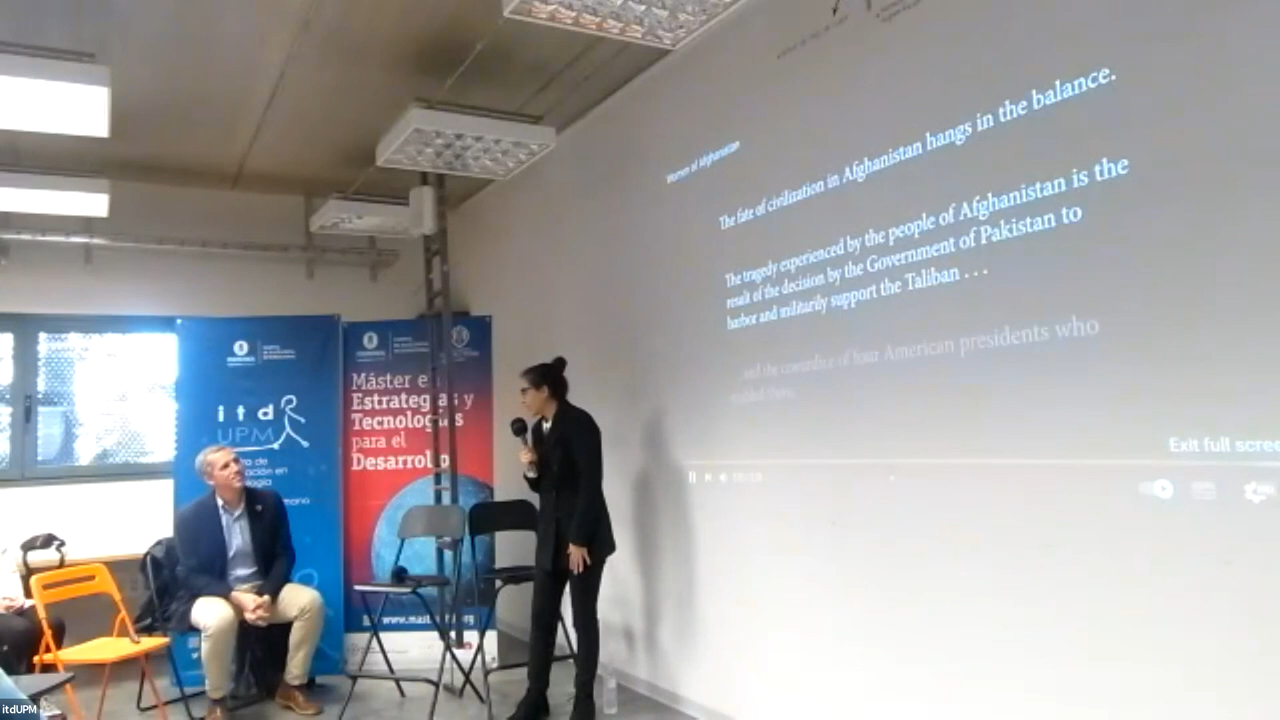 Women of Afghanistan
The fate of civilization in Afghanistan hangs in the balance.
The tragedy experienced by the people of Afghanistan is the
result of the decision by the Government of Pakistan to
harbor and militarily support the Taliban . . .
and the cowardice of four American presidents who
Exit full
itd
UPM
Máster
Estrategias y
Tecnologías
para el
Desarrollo
itdUPM